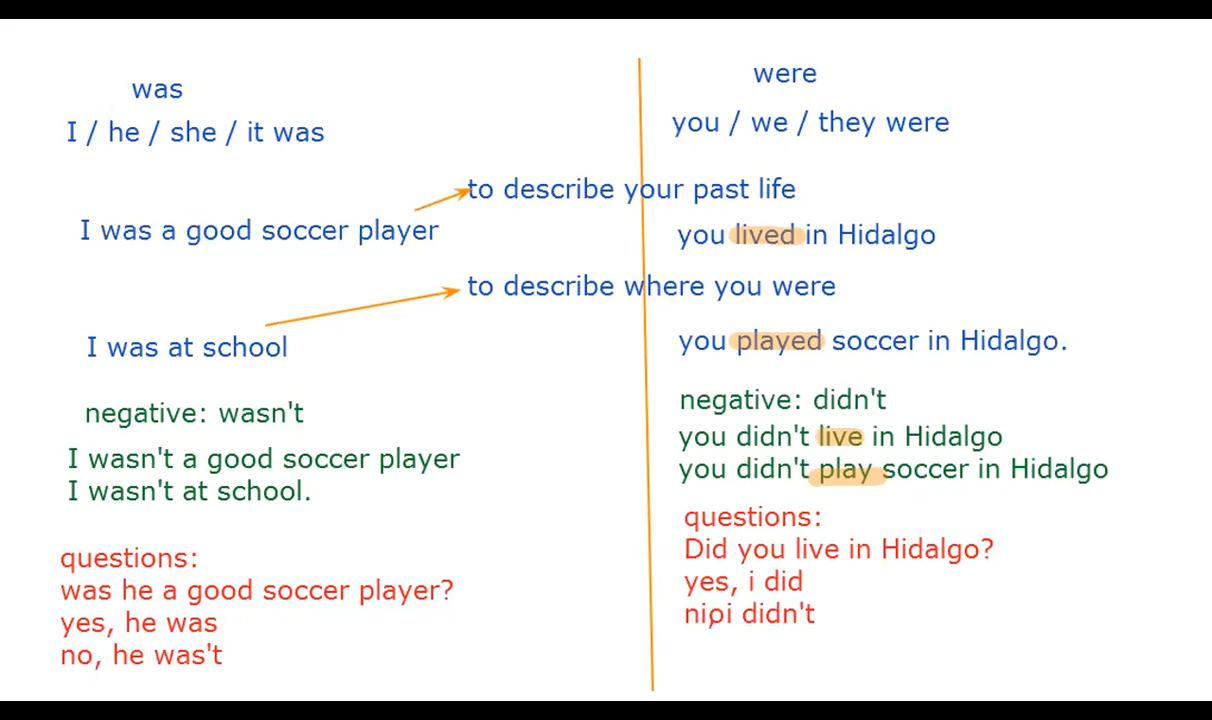 was
I / he / she / it was
to describe your past life
I was a good soccer player
to describe where you were
I was at school
negative: wasn't
I wasn't a good soccer player
I wasn't at school.
questions:
was he a good soccer player?
yes, he was
no, he was't
were
you / we / they were
you lived in Hidalgo
you played soccer in Hidalgo.
negative: didn't
you didn't live in Hidalgo
you didn't play soccer in Hidalgo
questions:
Did you live in Hidalgo?
yes, i did
didn't